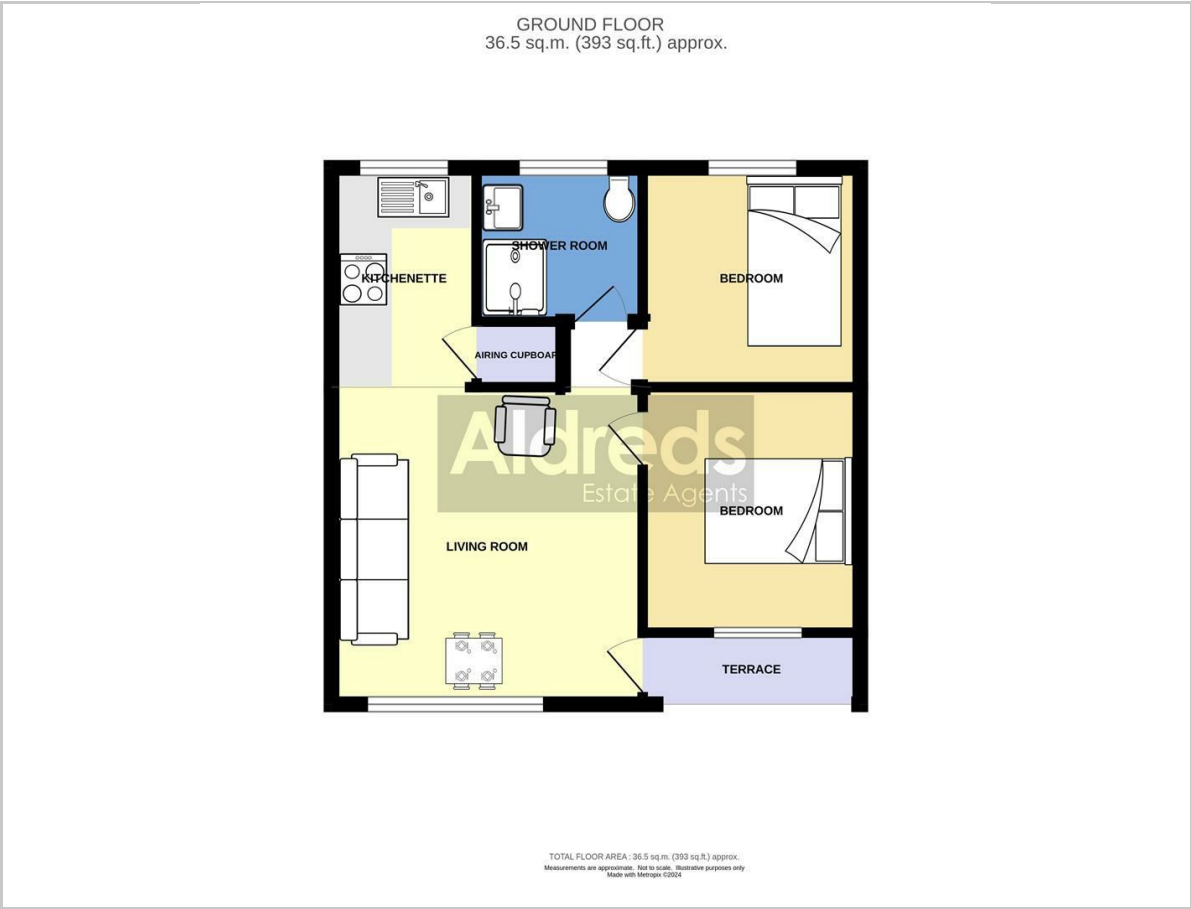 GROUND FLOOR
36.5 sq.m. (393 sq.ft.) approx.
SHOWER ROOM
KITCHENETTE
BEDROOM
AIRING CUPBOAR
Aldreds
Estate Agents
BEDROOM
LIVING ROOM
TERRACE
TOTAL FLOOR AREA : 36.5 sq.m. (393 sq.ft.) approx.
Measurements are approximate. Not to scale. Illustrative purposes only
Made with Metropix ©2024